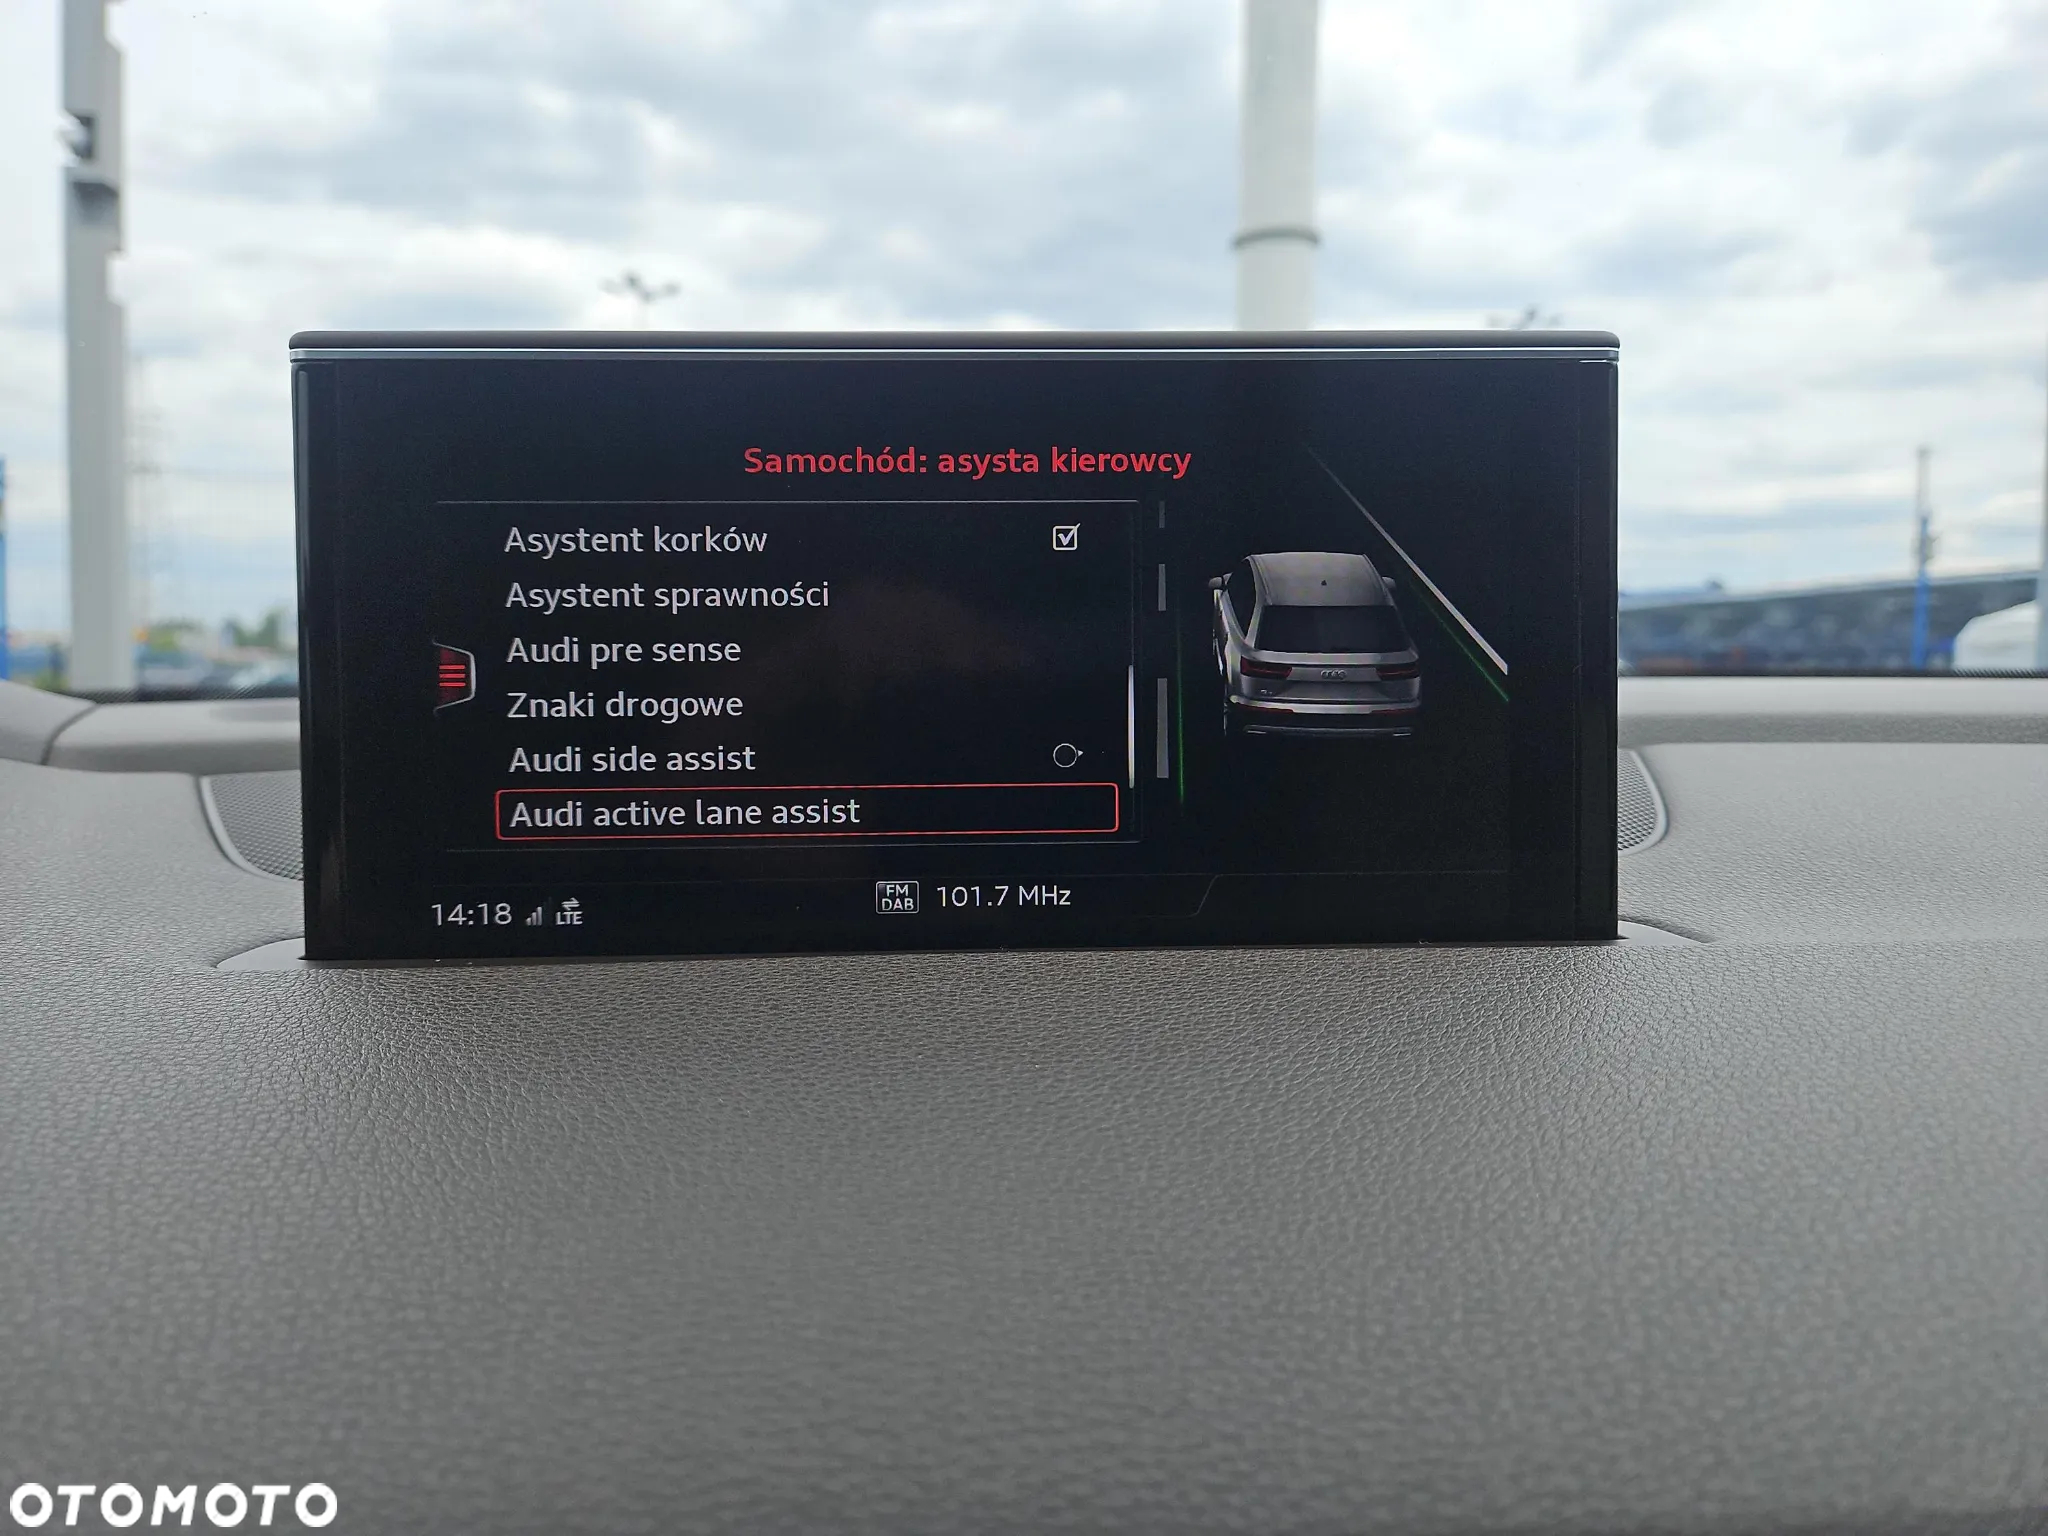 Samochód: asysta kierowcy
Asystent korków
Asystent sprawności
Audi pre sense
Znaki drogowe
Audi side assist
Audi active lane assist
14:18 LTE
FM DAB 101.7 MHz
OTOMOTO